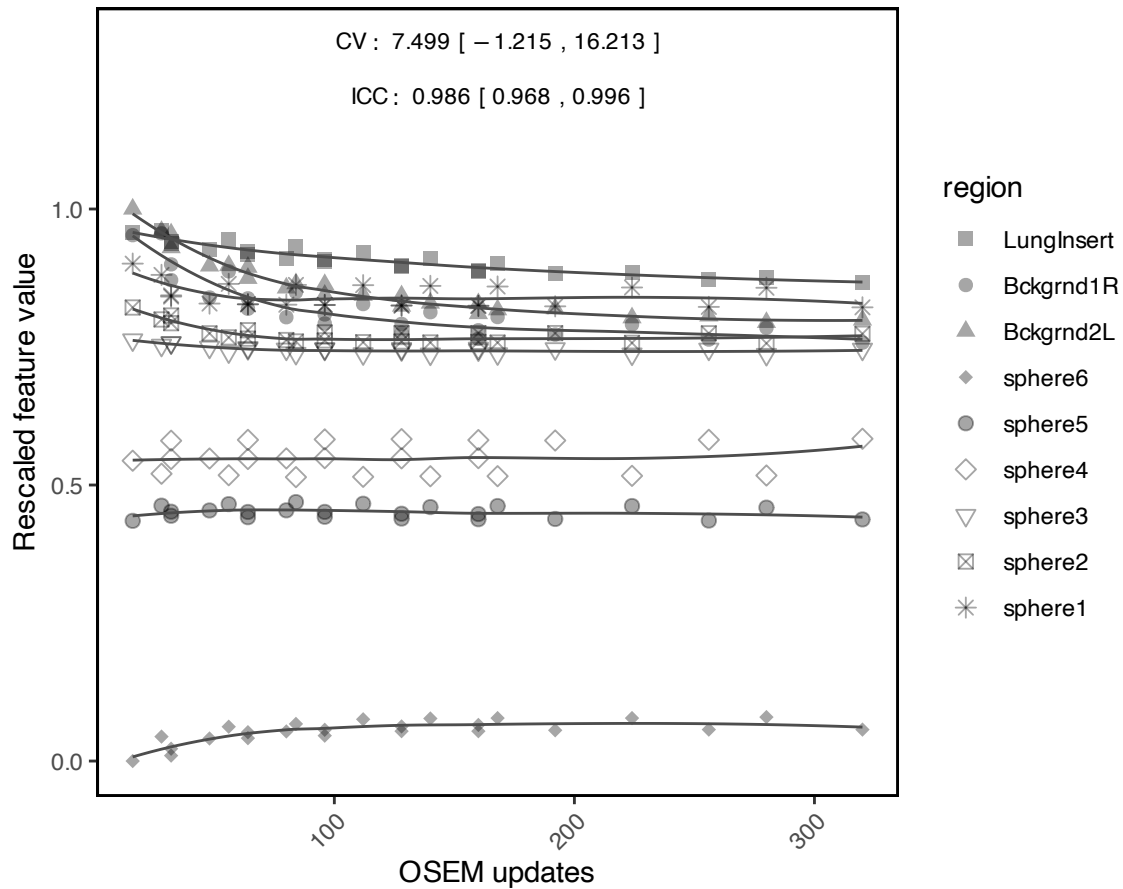 CV : 7.499 [ −1.215 , 16.213 ]
ICC : 0.986 [ 0.968 , 0.996 ]
1.0
0.5
0.0
Rescaled feature value
100
200
300
OSEM updates
region
LungInsert
Bckgrnd1R
Bckgrnd2L
sphere6
sphere5
sphere4
sphere3
sphere2
sphere1